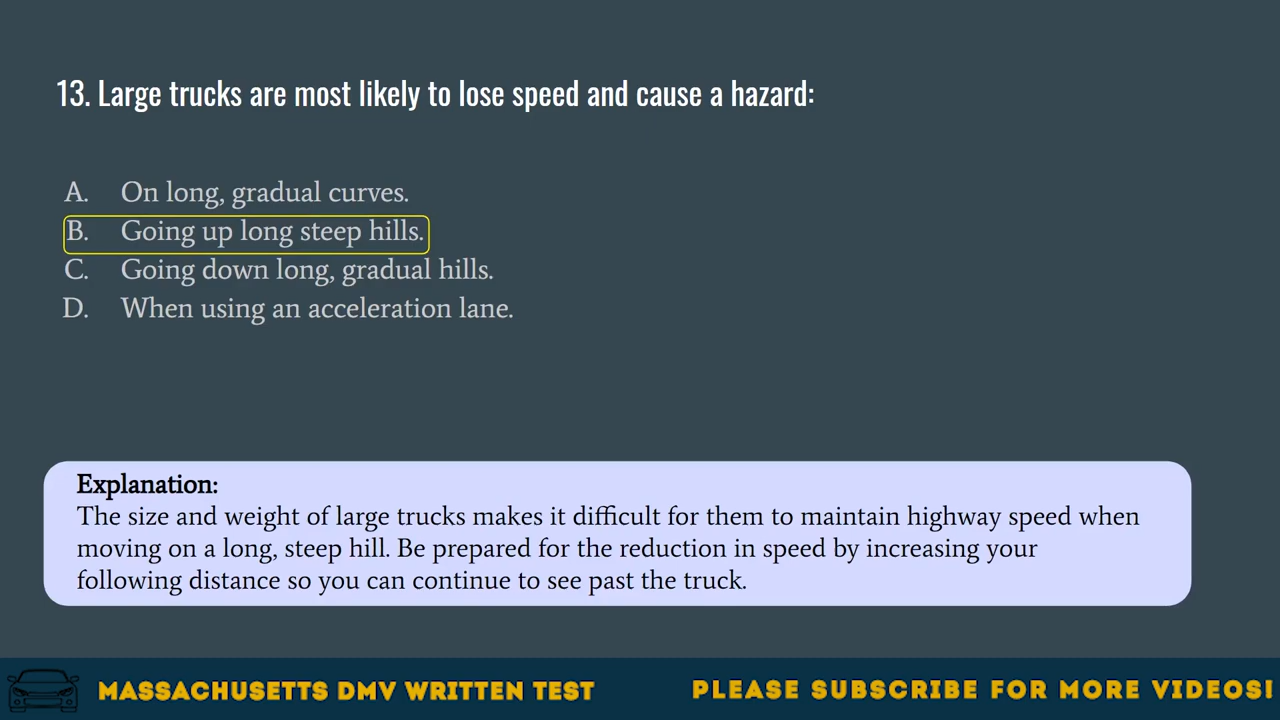 13. Large trucks are most likely to lose speed and cause a hazard:
A. On long, gradual curves.
B. Going up long steep hills.
C. Going down long, gradual hills.
D. When using an acceleration lane.
Explanation:
The size and weight of large trucks makes it difficult for them to maintain highway speed when
moving on a long, steep hill. Be prepared for the reduction in speed by increasing your
following distance so you can continue to see past the truck.
MASSACHUSETTS DMV WRITTEN TEST
PLEASE SUBSCRIBE FOR MORE VIDEOS!